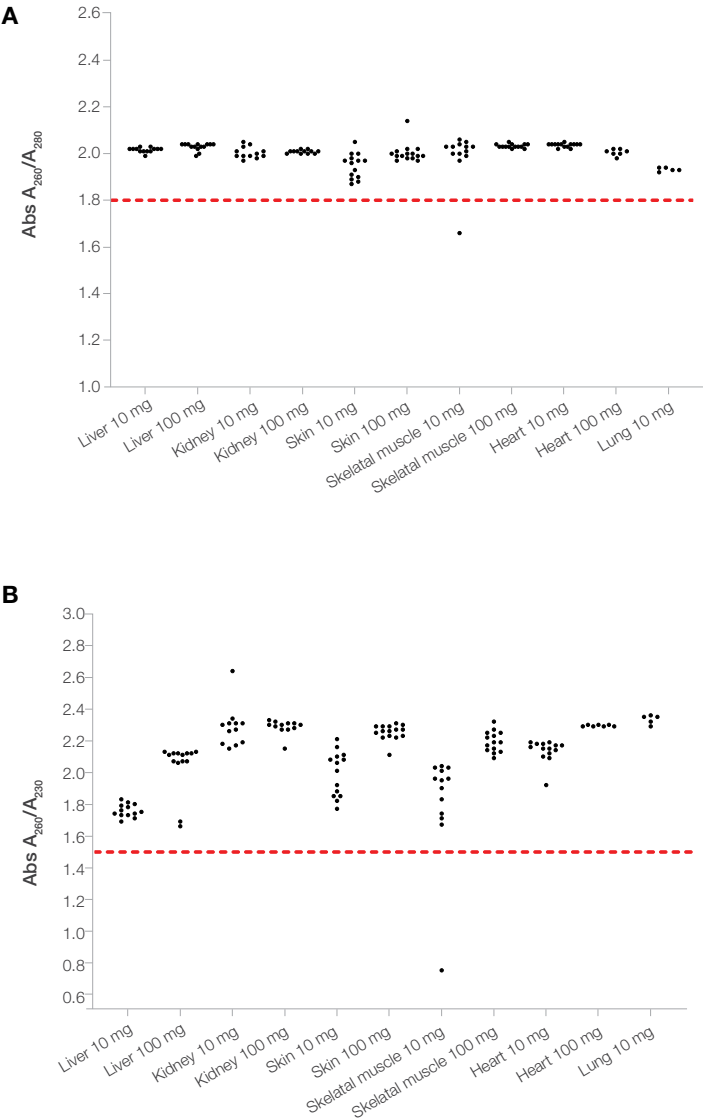 A
2.6
2.4
2.2
2.0
1.8
1.6
1.4
1.2
1.0
Abs A260/A280
Liver 10 mg
Liver 100 mg
Kidney 10 mg
Kidney 100 mg
Skin 10 mg
Skin 100 mg
Skelatal muscle 10 mg
Skelatal muscle 100 mg
Heart 10 mg
Heart 100 mg
Lung 10 mg
B
3.0
2.8
2.6
2.4
2.2
2.0
1.8
1.6
1.4
1.2
1.0
0.8
0.6
Abs A260/A230
Liver 10 mg
Liver 100 mg
Kidney 10 mg
Kidney 100 mg
Skin 10 mg
Skin 100 mg
Skelatal muscle 10 mg
Skelatal muscle 100 mg
Heart 10 mg
Heart 100 mg
Lung 10 mg